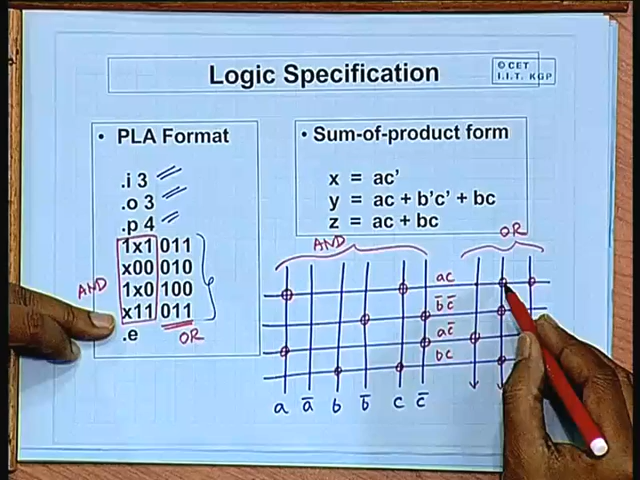 Logic Specification
© CET
I.I.T. KGP
• PLA Format
.i 3
.o 3
.p 4
1x1 011
x00 010
1x0 100
x11 011
.e
AND
OR
• Sum-of-product form
x = ac'
y = ac + b'c' + bc
z = ac + bc
AND
OR
ac
b̅ c̅
a c̅
bc
a a̅ b b̅ c c̅